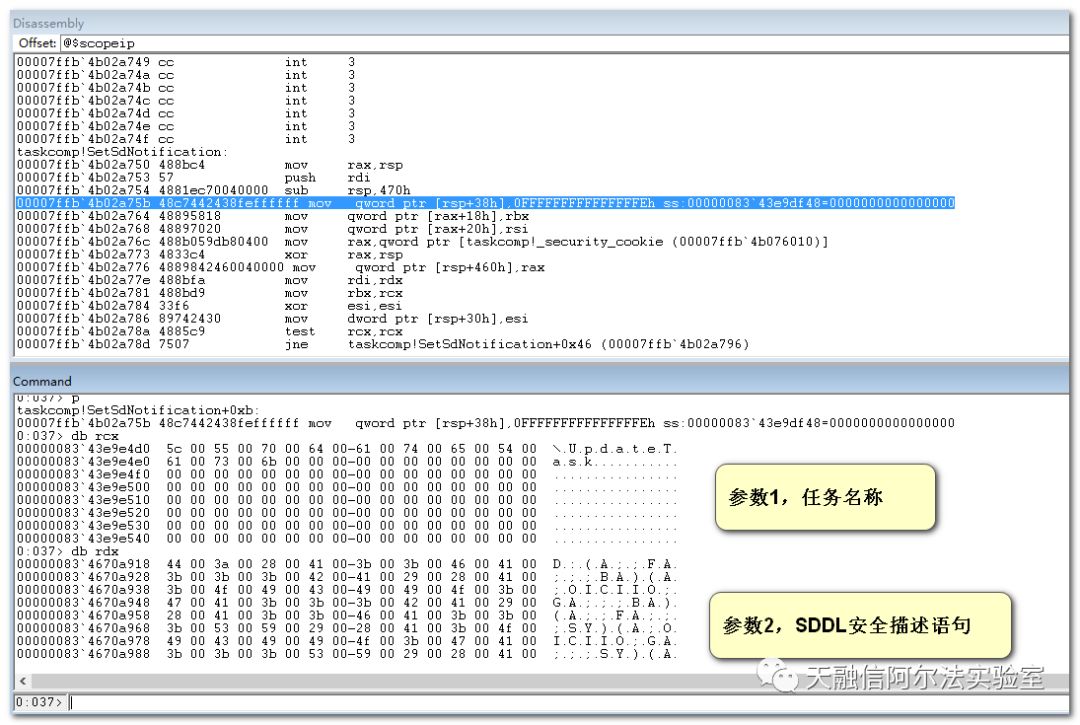 Disassembly
Offset: @$scopeip
00007ffb`4b02a749 cc int 3
00007ffb`4b02a74a cc int 3
00007ffb`4b02a74b cc int 3
00007ffb`4b02a74c cc int 3
00007ffb`4b02a74d cc int 3
00007ffb`4b02a74e cc int 3
00007ffb`4b02a74f cc int 3
taskcomp!SetSdNotification:
00007ffb`4b02a750 488bc4 mov rax,rsp
00007ffb`4b02a753 57 push rdi
00007ffb`4b02a754 4881ec70040000 sub rsp,470h
00007ffb`4b02a75b 48c7442438feffffff mov qword ptr [rsp+38h],0FFFFFFFFFFFFFFFEh ss:00000083`43e9df48=0000000000000000
00007ffb`4b02a764 48895818 mov qword ptr [rax+18h],rbx
00007ffb`4b02a768 48897020 mov qword ptr [rax+20h],rsi
00007ffb`4b02a76c 488b059db80400 mov rax,qword ptr [taskcomp!_security_cookie (00007ffb`4b076010)]
00007ffb`4b02a773 4833c4 xor rax,rsp
00007ffb`4b02a776 4889842460040000 mov qword ptr [rsp+460h],rax
00007ffb`4b02a77e 488bfa mov rdi,rdx
00007ffb`4b02a781 488bd9 mov rbx,rcx
00007ffb`4b02a784 33f6 xor esi,esi
00007ffb`4b02a786 89742430 mov dword ptr [rsp+30h],esi
00007ffb`4b02a78a 4885c9 test rcx,rcx
00007ffb`4b02a78d 7507 jne taskcomp!SetSdNotification+0x46 (00007ffb`4b02a796)
Command
0:037> p
taskcomp!SetSdNotification+0xb:
00007ffb`4b02a75b 48c7442438feffffff mov qword ptr [rsp+38h],0FFFFFFFFFFFFFFFEh ss:00000083`43e9df48=0000000000000000
0:037> db rcx
00000083`43e9e4d0 5c 00 55 00 70 00 64 00-61 00 74 00 65 00 54 00 \.U.p.d.a.t.e.T.
00000083`43e9e4e0 61 00 73 00 6b 00 00 00-00 00 00 00 00 00 00 00 a.s.k...........
00000083`43e9e4f0 00 00 00 00 00 00 00 00-00 00 00 00 00 00 00 00 ................
00000083`43e9e500 00 00 00 00 00 00 00 00-00 00 00 00 00 00 00 00 ................
00000083`43e9e510 00 00 00 00 00 00 00 00-00 00 00 00 00 00 00 00 ................
00000083`43e9e520 00 00 00 00 00 00 00 00-00 00 00 00 00 00 00 00 ................
00000083`43e9e530 00 00 00 00 00 00 00 00-00 00 00 00 00 00 00 00 ................
00000083`43e9e540 00 00 00 00 00 00 00 00-00 00 00 00 00 00 00 00 ................
参数1，任务名称
0:037> db rdx
00000083`4670a918 44 00 3a 00 28 00 41 00-3b 00 3b 00 46 00 41 00 D.:.(.A.;.;.F.A.
00000083`4670a928 3b 00 3b 00 3b 00 42 00-41 00 29 00 28 00 41 00 ;.;.;.B.A.).(.A.
00000083`4670a938 3b 00 4f 00 49 00 43 00-49 00 49 00 4f 00 3b 00 ;.O.I.C.I.I.O.;.
00000083`4670a948 47 00 41 00 3b 00 3b 00-3b 00 42 00 41 00 29 00 G.A.;.;.;.B.A.).
00000083`4670a958 28 00 41 00 3b 00 3b 00-46 00 41 00 3b 00 3b 00 (.A.;.;.F.A.;.;.
00000083`4670a968 3b 00 53 00 59 00 29 00-28 00 41 00 3b 00 4f 00 ;.S.Y.).(.A.;.O.
00000083`4670a978 49 00 43 00 49 00 49 00-4f 00 3b 00 47 00 41 00 I.C.I.I.O.;.G.A.
00000083`4670a988 3b 00 3b 00 3b 00 53 00-59 00 29 00 28 00 41 00 ;.;.;.S.Y.).(.A.
参数2，SDDL安全描述语句
天融信阿尔法实验室
0:037>